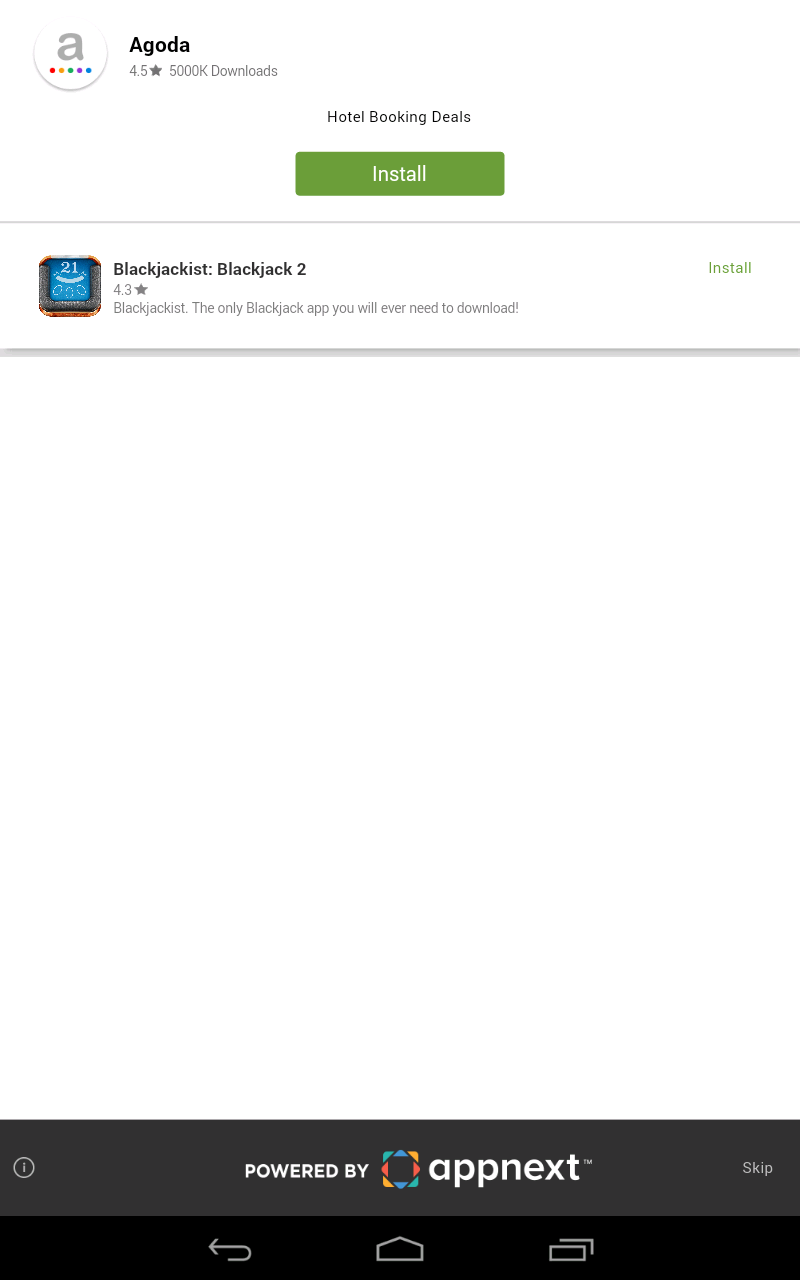 a
Agoda
4.5★ 5000K Downloads
Hotel Booking Deals
Install
21
Blackjackist: Blackjack 2
Install
4.3★
Blackjackist. The only Blackjack app you will ever need to download!
i
POWERED BY appnext™
Skip